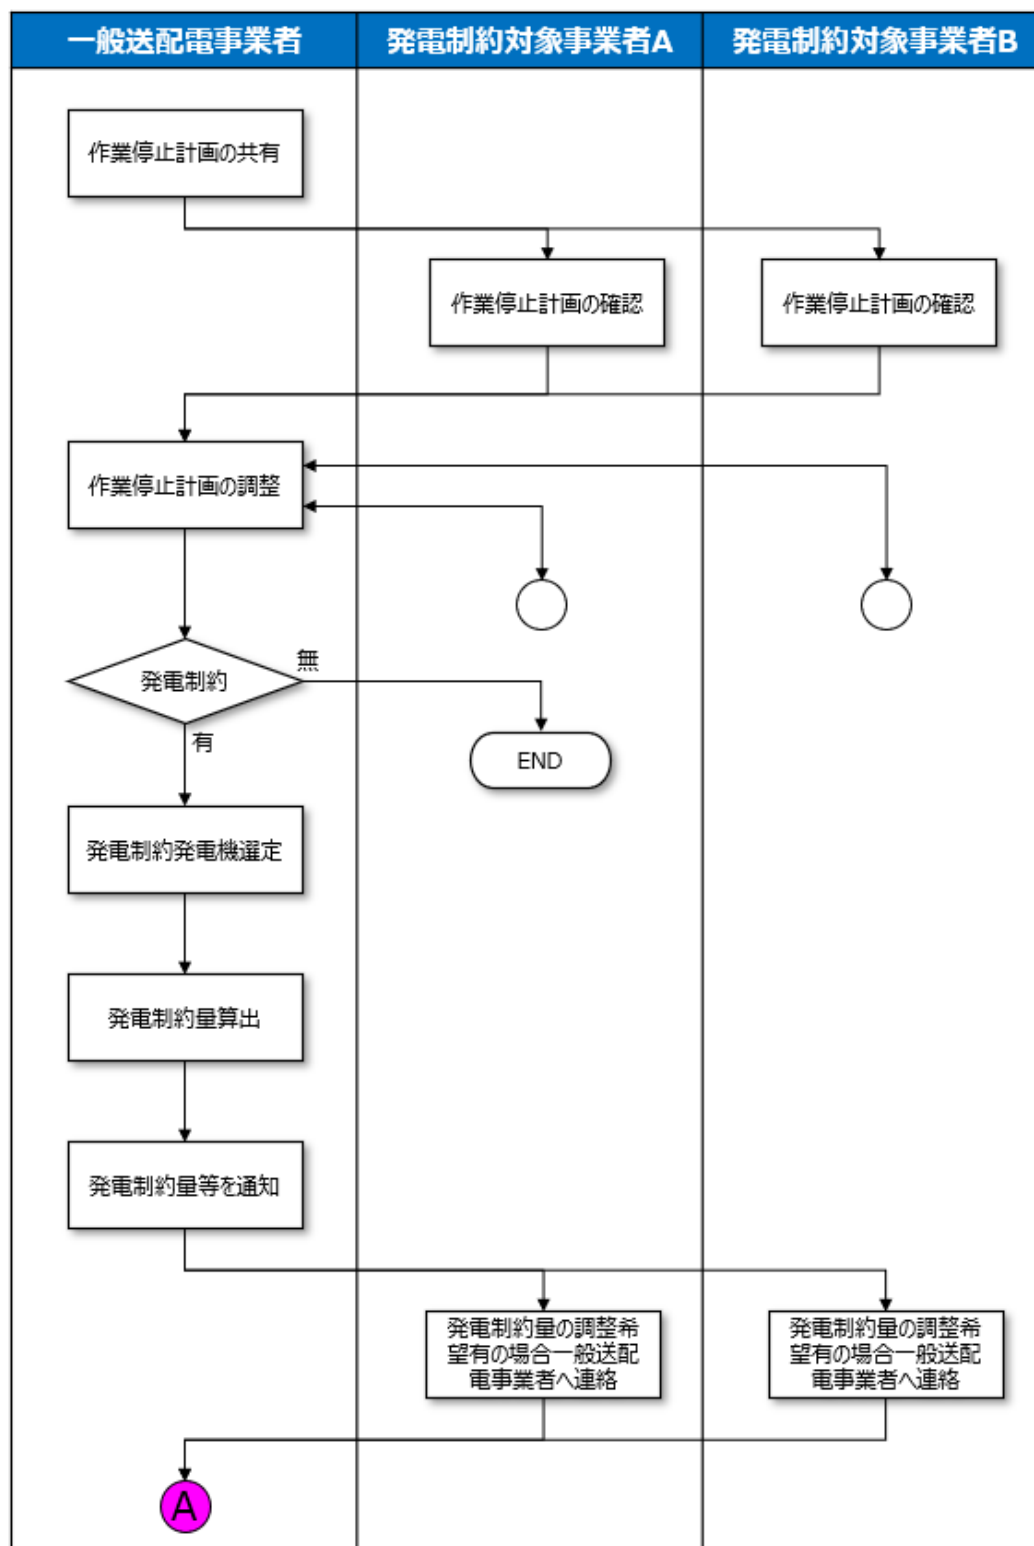 一般送配電事業者
発電制約対象事業者A
発電制約対象事業者B
作業停止計画の共有
作業停止計画の確認
作業停止計画の確認
作業停止計画の調整
発電制約
無
有
END
発電制約発電機選定
発電制約量算出
発電制約量等を通知
発電制約量の調整希
望有の場合一般送配
電事業者へ連絡
発電制約量の調整希
望有の場合一般送配
電事業者へ連絡
A